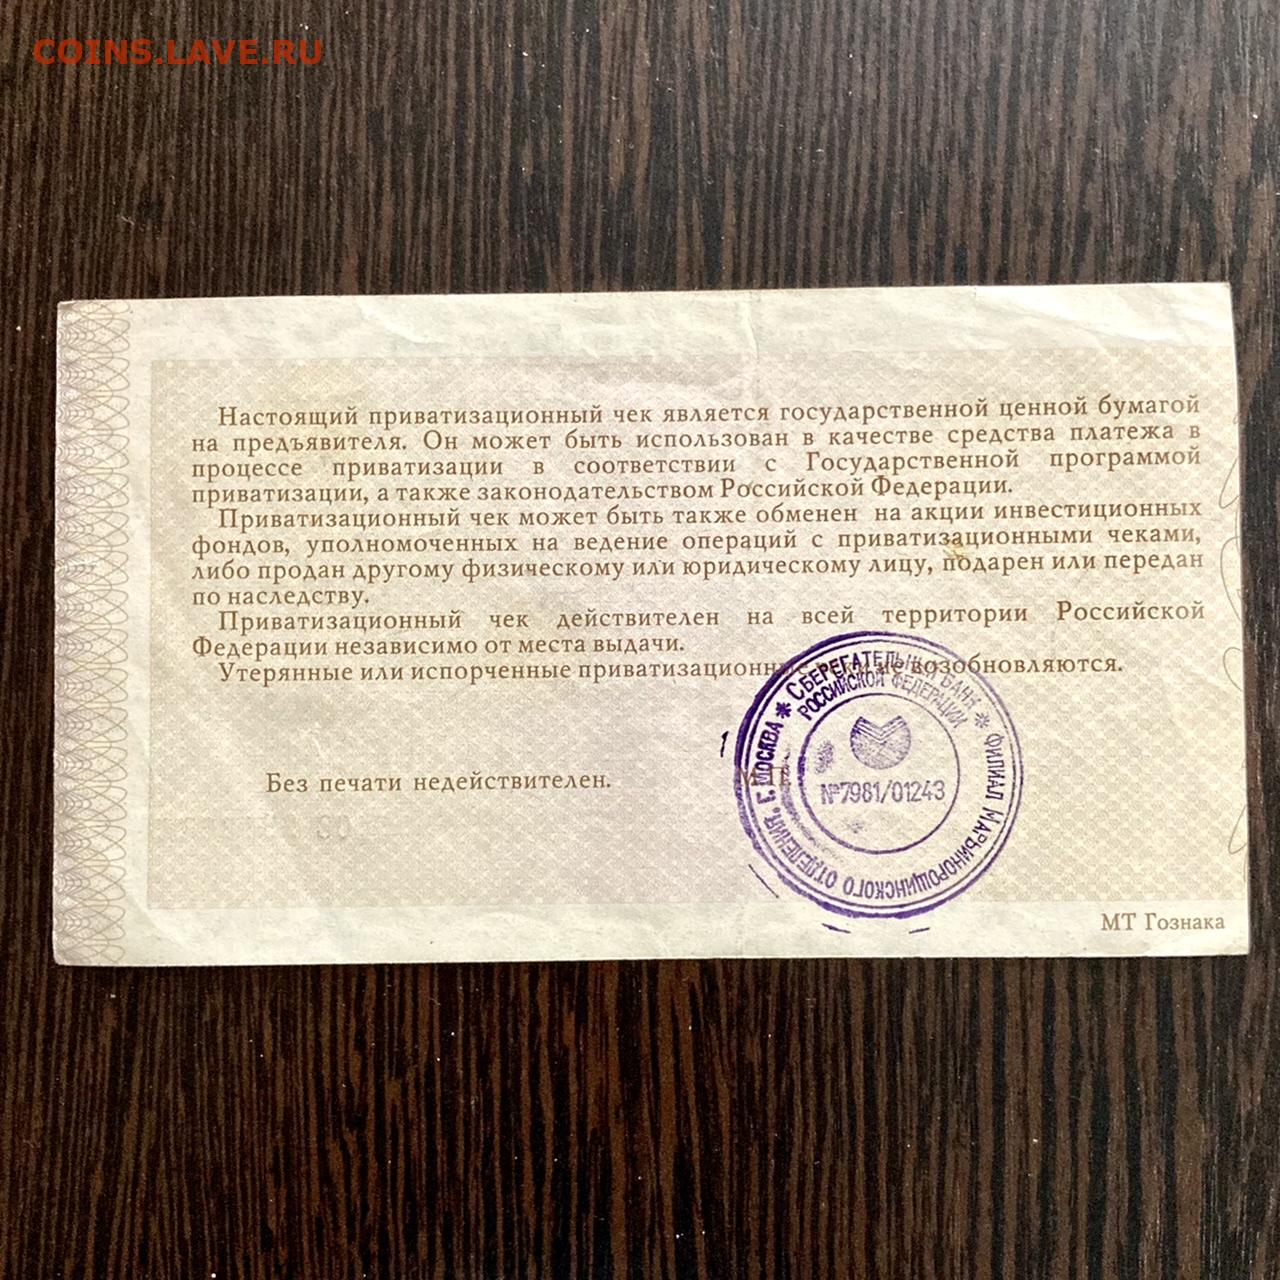 COINS.LAVE.RU
Настоящий приватизационный чек является государственной ценной бумагой
на предъявителя. Он может быть использован в качестве средства платежа в
процессе приватизации в соответствии с Государственной программой
приватизации, а также законодательством Российской Федерации.
Приватизационный чек может быть также обменен на акции инвестиционных
фондов, уполномоченных на ведение операций с приватизационными чеками,
либо продан другому физическому или юридическому лицу, подарен или передан
по наследству.
Приватизационный чек действителен на всей территории Российской
Федерации независимо от места выдачи.
Утерянные или испорченные приватизационные чеки не возобновляются.
Без печати недействителен.
М.П.
* СБЕРЕГАТЕЛЬНЫЙ БАНК *
РОССИЙСКОЙ ФЕДЕРАЦИИ
ФИЛИАЛ МАРЬИНОРОЩИНСКОГО ОТДЕЛЕНИЯ, Г. МОСКВА
№7981/01243
МТ Гознака